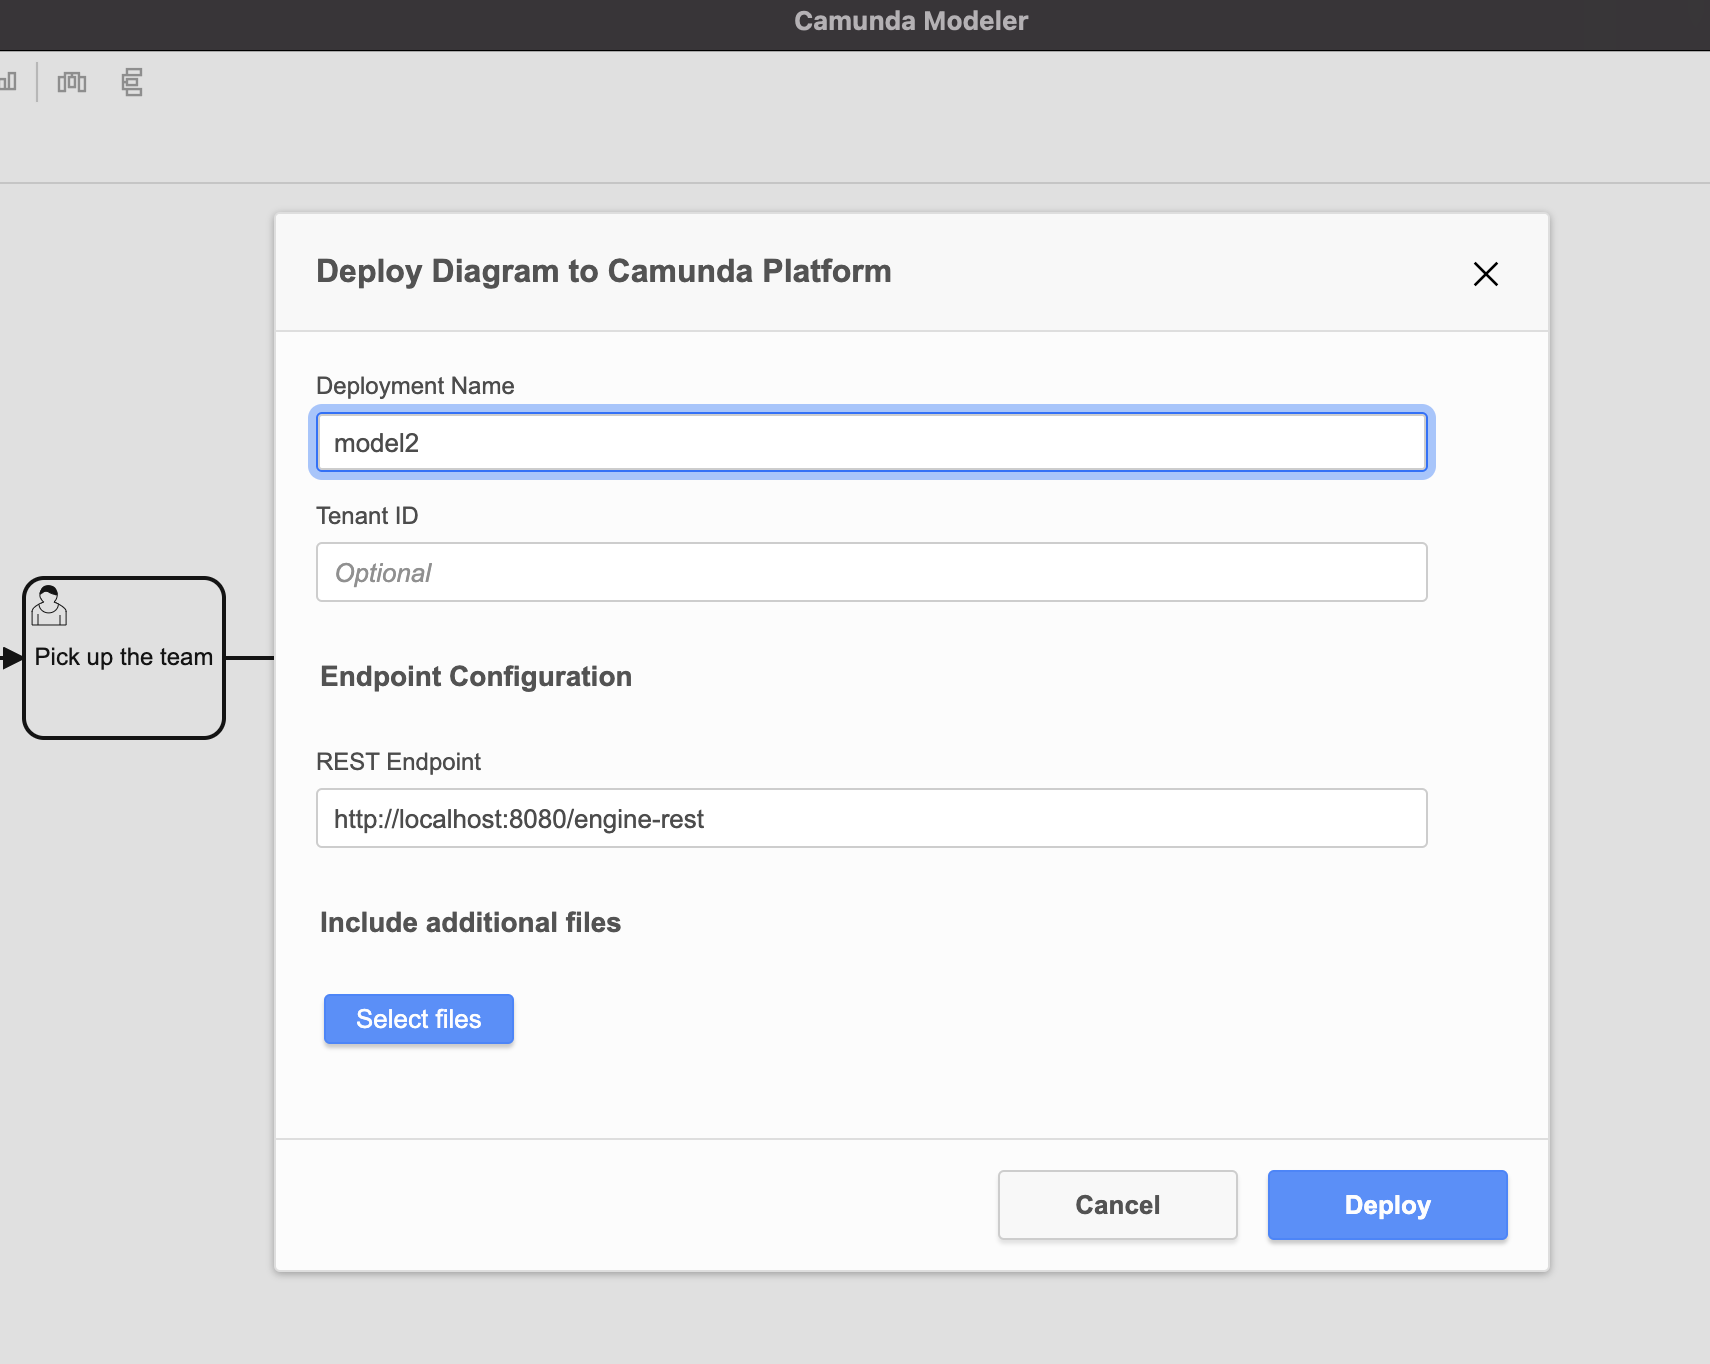 Camunda Modeler
Deploy Diagram to Camunda Platform
Deployment Name
model2
Tenant ID
Optional
Pick up the team
Endpoint Configuration
REST Endpoint
http://localhost:8080/engine-rest
Include additional files
Select files
Cancel
Deploy